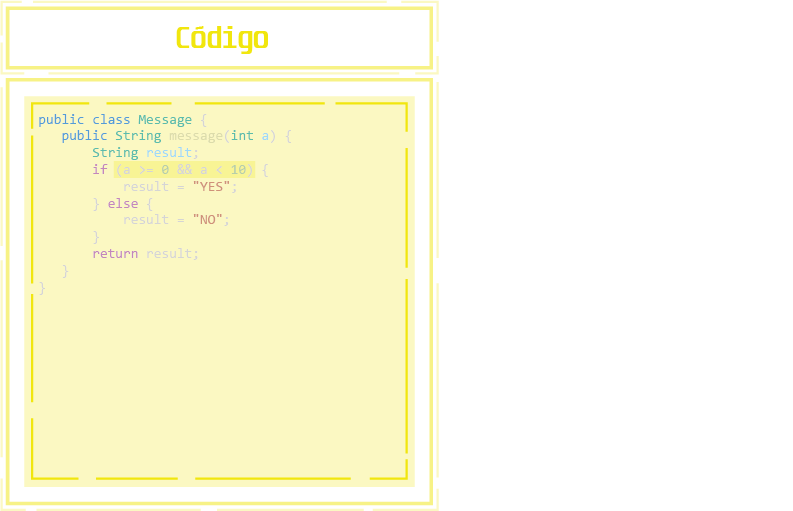 Código
public class Message {
public String message(int a) {
String result;
if (a >= 0 && a < 10) {
result = "YES";
} else {
result = "NO";
}
return result;
}
}